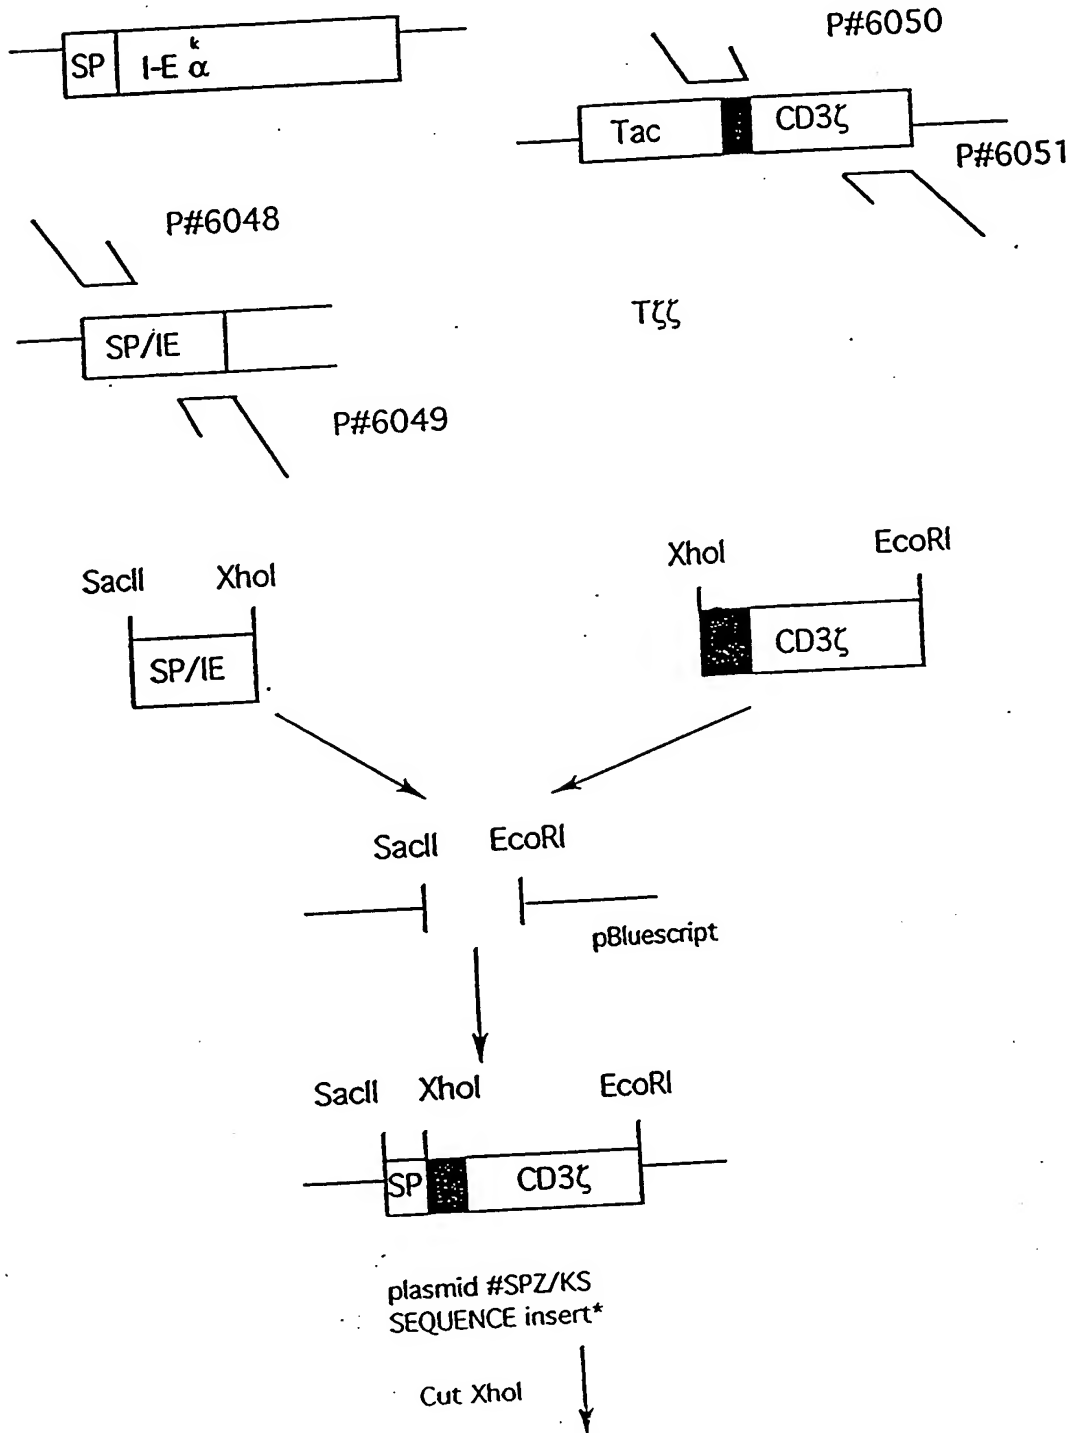 SP
I-E α k
P#6050
Tac
CD3ζ
P#6051
P#6048
SP/IE
P#6049
Tζζ
SacII
XhoI
SP/IE
XhoI
EcoRI
CD3ζ
SacII
EcoRI
pBluescript
SacII
XhoI
EcoRI
SP
CD3ζ
plasmid #SPZ/KS
SEQUENCE insert*
Cut XhoI